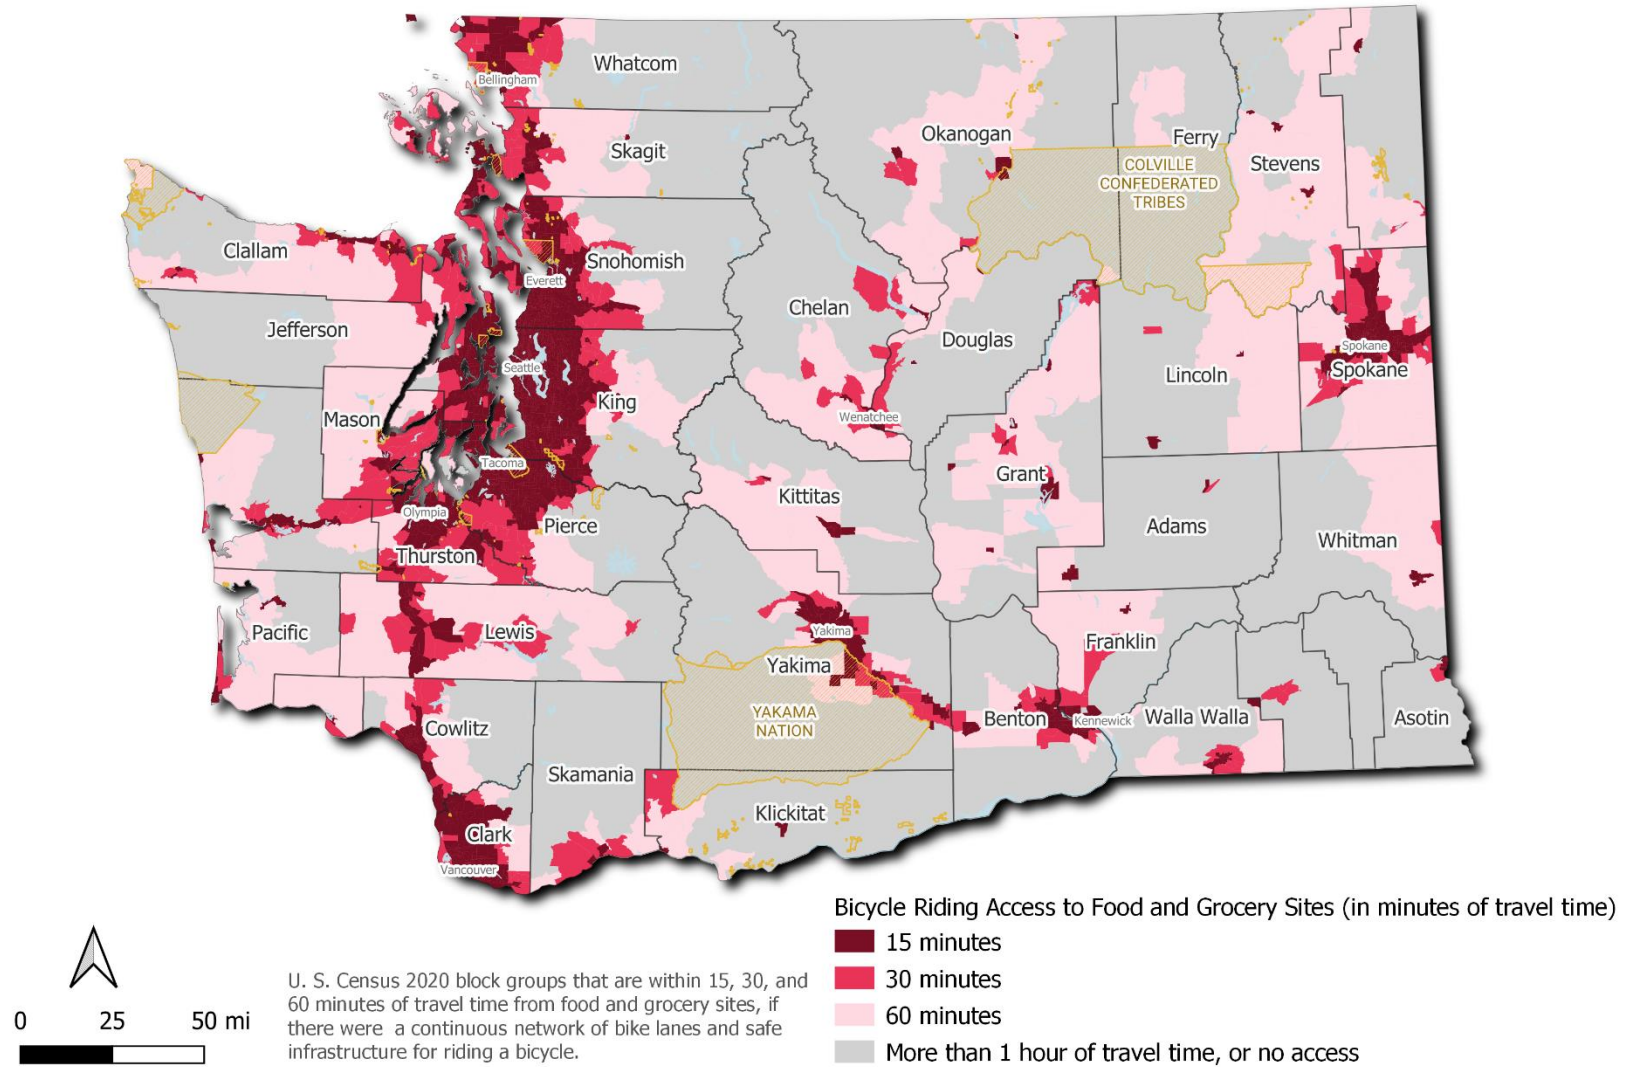 Whatcom
Bellingham
Okanogan
Ferry
Skagit
COLVILLE
CONFEDERATED
TRIBES
Stevens
Clallam
Snohomish
Everett
Chelan
Jefferson
Douglas
Spokane
Seattle
Lincoln
Spokane
King
Mason
Wenatchee
Tacoma
Grant
Kittitas
Olympia
Pierce
Adams
Whitman
Thurston
Pacific
Lewis
Yakima
Franklin
Yakima
YAKAMA
NATION
Benton
Kennewick
Walla Walla
Asotin
Cowlitz
Skamania
Klickitat
Clark
Vancouver
Bicycle Riding Access to Food and Grocery Sites (in minutes of travel time)
15 minutes
30 minutes
60 minutes
More than 1 hour of travel time, or no access
U. S. Census 2020 block groups that are within 15, 30, and
60 minutes of travel time from food and grocery sites, if
there were a continuous network of bike lanes and safe
infrastructure for riding a bicycle.
0 25 50 mi